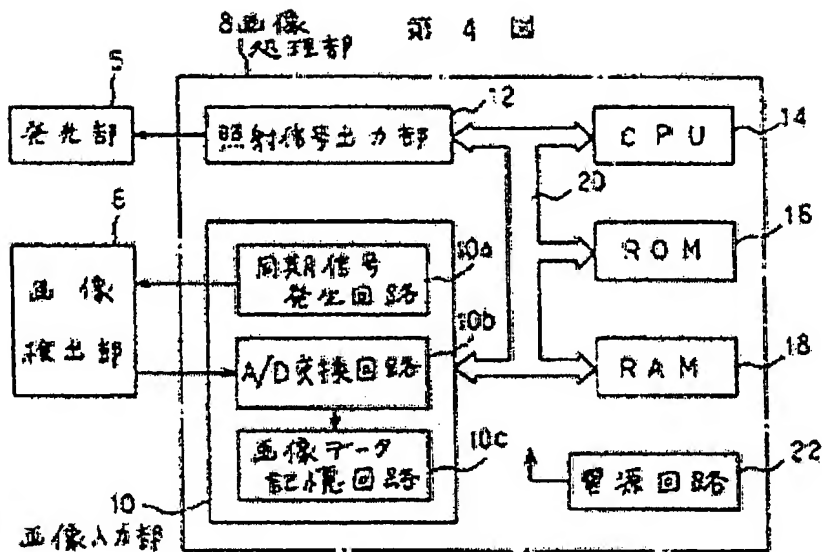 第 4 図
8 画像
処理部
5
発光部
12
照射信号出力部
CPU
14
20
6
画像
検出部
同期信号
発生回路
10a
ROM
16
A/D変換回路
10b
RAM
18
画像データ
記憶回路
10c
電源回路
22
10
画像入力部